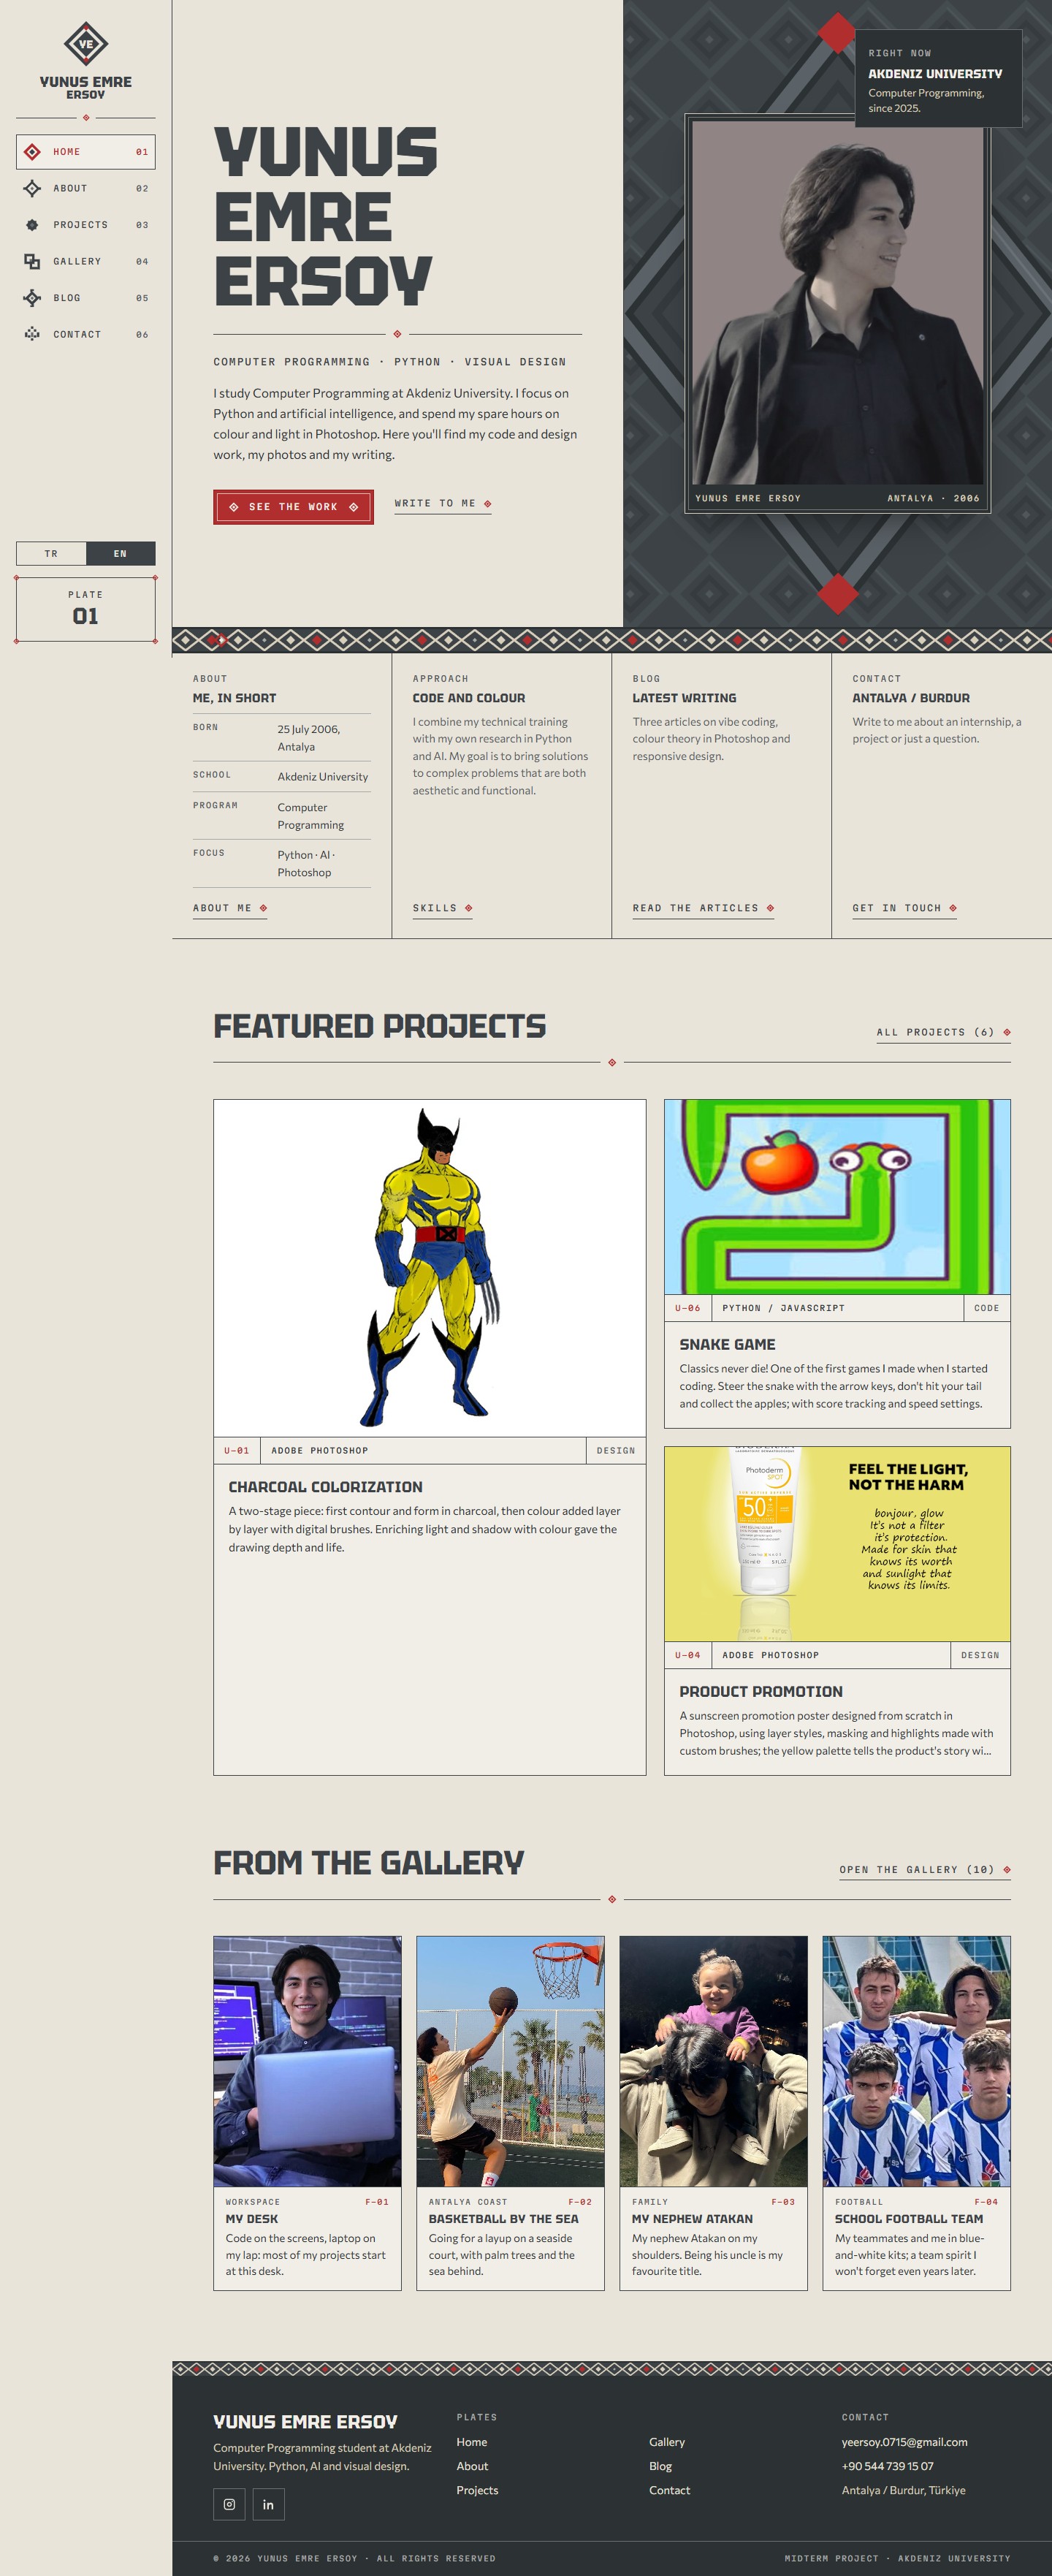 YE
YUNUS EMRE
ERSOY
HOME 01
ABOUT 02
PROJECTS 03
GALLERY 04
BLOG 05
CONTACT 06
TR EN
PLATE
01
YUNUS
EMRE
ERSOY
COMPUTER PROGRAMMING · PYTHON · VISUAL DESIGN
I study Computer Programming at Akdeniz University. I focus on
Python and artificial intelligence, and spend my spare hours on
colour and light in Photoshop. Here you'll find my code and design
work, my photos and my writing.
SEE THE WORK
WRITE TO ME
RIGHT NOW
AKDENIZ UNIVERSITY
Computer Programming,
since 2025.
YUNUS EMRE ERSOY ANTALYA · 2006
ABOUT
ME, IN SHORT
BORN 25 July 2006,
Antalya
SCHOOL Akdeniz University
PROGRAM Computer
Programming
FOCUS Python · AI ·
Photoshop
ABOUT ME
APPROACH
CODE AND COLOUR
I combine my technical training
with my own research in Python
and AI. My goal is to bring solutions
to complex problems that are both
aesthetic and functional.
SKILLS
BLOG
LATEST WRITING
Three articles on vibe coding,
colour theory in Photoshop and
responsive design.
READ THE ARTICLES
CONTACT
ANTALYA / BURDUR
Write to me about an internship, a
project or just a question.
GET IN TOUCH
FEATURED PROJECTS
ALL PROJECTS (6)
U-01 ADOBE PHOTOSHOP DESIGN
CHARCOAL COLORIZATION
A two-stage piece: first contour and form in charcoal, then colour added layer
by layer with digital brushes. Enriching light and shadow with colour gave the
drawing depth and life.
U-06 PYTHON / JAVASCRIPT CODE
SNAKE GAME
Classics never die! One of the first games I made when I started
coding. Steer the snake with the arrow keys, don't hit your tail
and collect the apples; with score tracking and speed settings.
Photoderm
SPOT
50+
FEEL THE LIGHT,
NOT THE HARM
bonjour, glow
It's not a filter
it's protection.
Made for skin that
knows its worth
and sunlight that
knows its limits.
U-04 ADOBE PHOTOSHOP DESIGN
PRODUCT PROMOTION
A sunscreen promotion poster designed from scratch in
Photoshop, using layer styles, masking and highlights made with
custom brushes; the yellow palette tells the product's story wi...
FROM THE GALLERY
OPEN THE GALLERY (10)
WORKSPACE F-01
MY DESK
Code on the screens, laptop on
my lap: most of my projects start
at this desk.
ANTALYA COAST F-02
BASKETBALL BY THE SEA
Going for a layup on a seaside
court, with palm trees and the
sea behind.
FAMILY F-03
MY NEPHEW ATAKAN
My nephew Atakan on my
shoulders. Being his uncle is my
favourite title.
FOOTBALL F-04
SCHOOL FOOTBALL TEAM
My teammates and me in blue-
and-white kits; a team spirit I
won't forget even years later.
YUNUS EMRE ERSOY
Computer Programming student at Akdeniz
University. Python, AI and visual design.
in
PLATES
Home
About
Projects
Gallery
Blog
Contact
CONTACT
yeersoy.0715@gmail.com
+90 544 739 15 07
Antalya / Burdur, Türkiye
© 2026 YUNUS EMRE ERSOY · ALL RIGHTS RESERVED
MIDTERM PROJECT · AKDENIZ UNIVERSITY